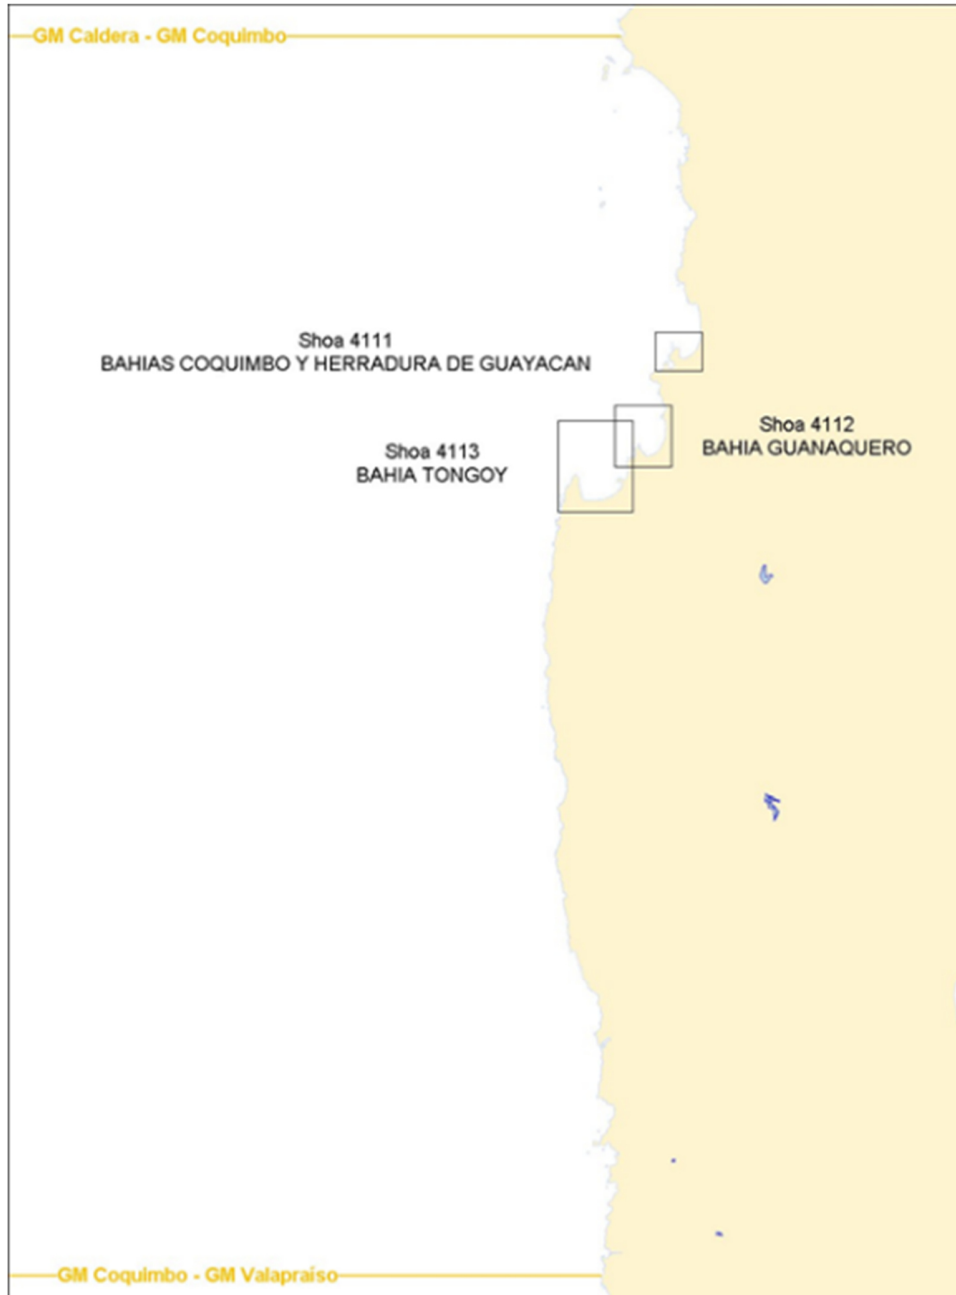 GM Caldera - GM Coquimbo
Shoa 4111
BAHIAS COQUIMBO Y HERRADURA DE GUAYACAN
Shoa 4112
BAHIA GUANAQUERO
Shoa 4113
BAHIA TONGOY
GM Coquimbo - GM Valapraíso